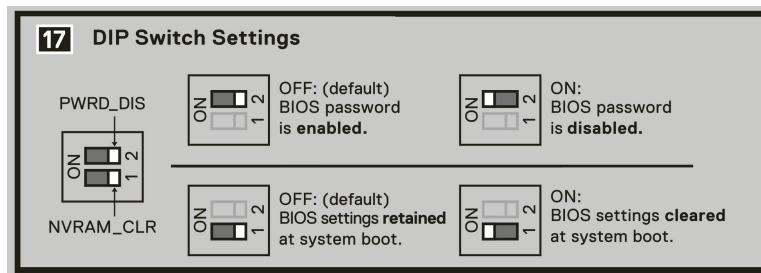 17 DIP Switch Settings
PWRD_DIS
ON
2
1
NVRAM_CLR
ON
2
1
OFF: (default)
BIOS password
is enabled.
ON
2
1
ON:
BIOS password
is disabled.
ON
2
1
OFF: (default)
BIOS settings retained
at system boot.
ON
2
1
ON:
BIOS settings cleared
at system boot.